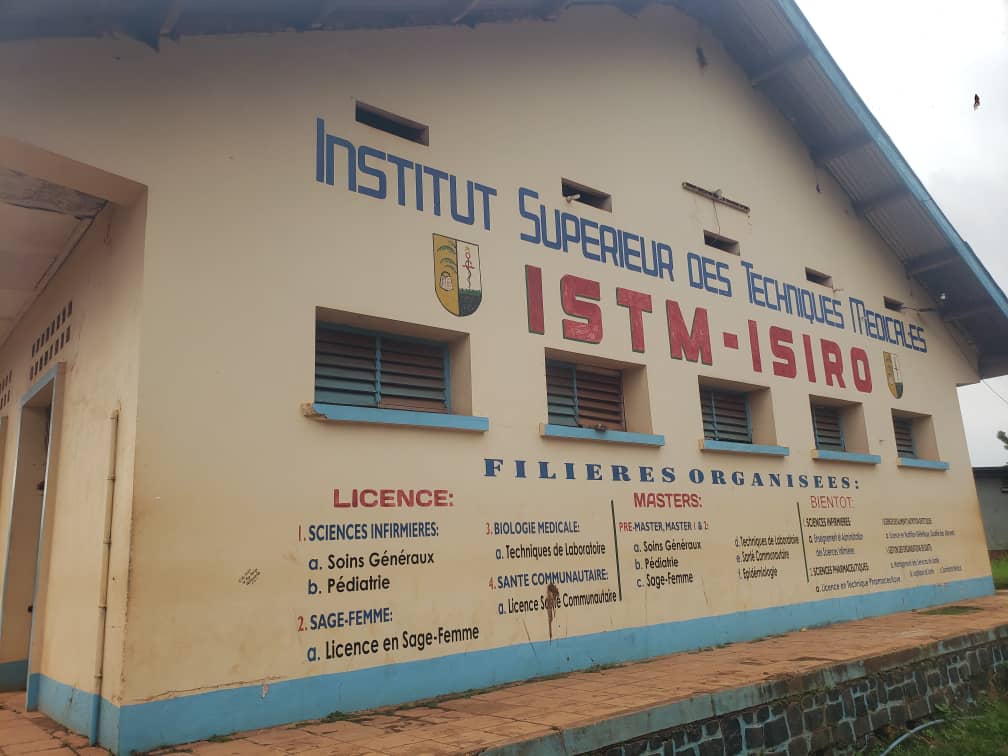 INSTITUT SUPERIEUR DES TECHNIQUES MEDICALES
ISTM-ISIRO
FILIERES ORGANISEES:
LICENCE:
1. SCIENCES INFIRMIERES:
a. Soins Généraux
b. Pédiatrie
2. SAGE-FEMME:
a. Licence en Sage-Femme
3. BIOLOGIE MEDICALE:
a. Techniques de Laboratoire
4. SANTE COMMUNAUTAIRE:
a. Licence Santé Communautaire
MASTERS:
PRE-MASTER, MASTER 1 & 2:
a. Soins Généraux
b. Pédiatrie
c. Sage-Femme
d. Techniques de Laboratoire
e. Santé Communautaire
f. Epidémiologie
BIENTOT:
1. SCIENCES INFIRMIERES
a. Enseignement & Administration
des Sciences Infirmières
2. SCIENCES PHARMACEUTIQUES:
a. Licence en Technique Pharmaceutique